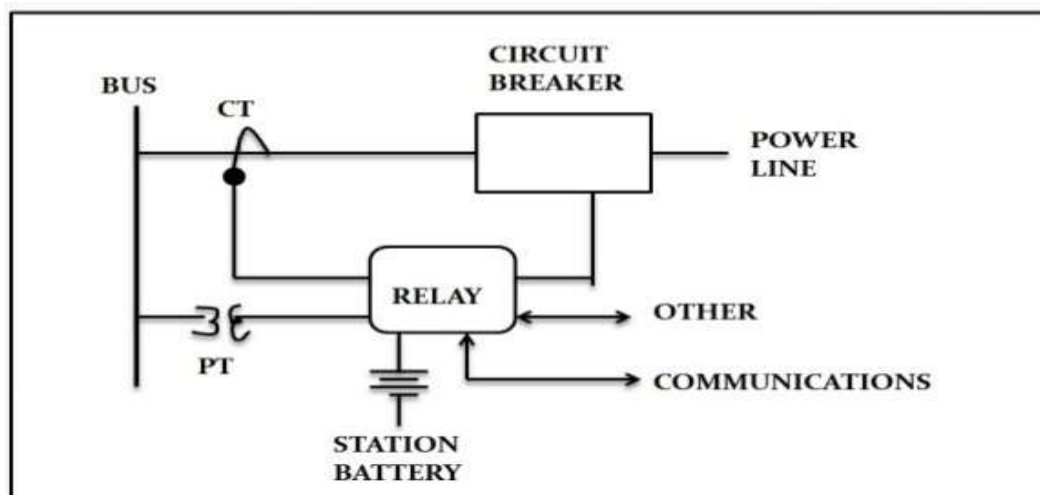 BUS
CT
CIRCUIT
BREAKER
POWER
LINE
RELAY
PT
OTHER
COMMUNICATIONS
STATION
BATTERY